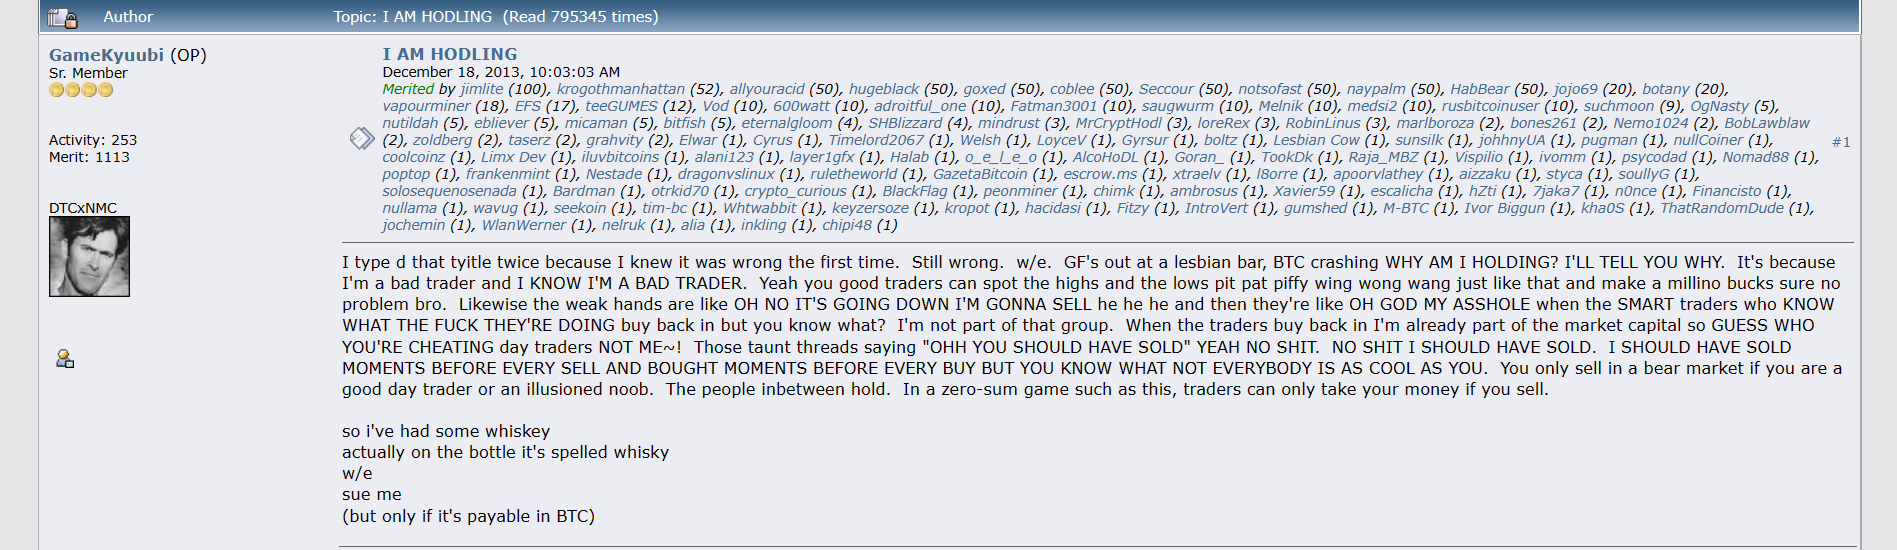 Author
Topic: I AM HODLING  (Read 795345 times)
GameKyuubi (OP)
Sr. Member
Activity: 253
Merit: 1113
DTCxNMC
I AM HODLING
December 18, 2013, 10:03:03 AM
Merited by jimlite (100), krogothmanhattan (52), allyouracid (50), hugeblack (50), goxed (50), coblee (50), Seccour (50), notsofast (50), naypalm (50), HabBear (50), jojo69 (20), botany (20),
vapourminer (18), EFS (17), teeGUMES (12), Vod (10), 600watt (10), adroitful_one (10), Fatman3001 (10), saugwurm (10), Melnik (10), medsi2 (10), rusbitcoinuser (10), suchmoon (9), OgNasty (5),
nutildah (5), ebliever (5), micaman (5), bitfish (5), eternalgloom (4), SHBlizzard (4), mindrust (3), MrCryptHodl (3), loreRex (3), RobinLinus (3), marlboroza (2), bones261 (2), Nemo1024 (2), BobLawblaw
(2), zoldberg (2), taserz (2), grahvity (2), Elwar (1), Cyrus (1), Timelord2067 (1), Welsh (1), LoyceV (1), Gyrsur (1), boltz (1), Lesbian Cow (1), sunsilk (1), johhnyUA (1), pugman (1), nullCoiner (1),
coolcoinz (1), Limx Dev (1), iluvbitcoins (1), alani123 (1), layer1gfx (1), Halab (1), o_e_l_e_o (1), AlcoHoDL (1), Goran_ (1), TookDk (1), Raja_MBZ (1), Vispilio (1), ivomm (1), psycodad (1), Nomad88 (1),
poptop (1), frankenmint (1), Nestade (1), dragonvslinux (1), ruletheworld (1), GazetaBitcoin (1), escrow.ms (1), xtraelv (1), l8orre (1), apoorvlathey (1), aizzaku (1), styca (1), soullyG (1),
solosequenosenada (1), Bardman (1), otrkid70 (1), crypto_curious (1), BlackFlag (1), peonminer (1), chimk (1), ambrosus (1), Xavier59 (1), escalicha (1), hZti (1), 7jaka7 (1), n0nce (1), Financisto (1),
nullama (1), wavug (1), seekoin (1), tim-bc (1), Whtwabbit (1), keyzersoze (1), kropot (1), hacidasi (1), Fitzy (1), IntroVert (1), gumshed (1), M-BTC (1), Ivor Biggun (1), kha0S (1), ThatRandomDude (1),
jochemin (1), WlanWerner (1), nelruk (1), alia (1), inkling (1), chipi48 (1)
#1
I type d that tyitle twice because I knew it was wrong the first time.  Still wrong.  w/e.  GF's out at a lesbian bar, BTC crashing WHY AM I HOLDING? I'LL TELL YOU WHY.  It's because
I'm a bad trader and I KNOW I'M A BAD TRADER.  Yeah you good traders can spot the highs and the lows pit pat piffy wing wong wang just like that and make a millino bucks sure no
problem bro.  Likewise the weak hands are like OH NO IT'S GOING DOWN I'M GONNA SELL he he he and then they're like OH GOD MY ASSHOLE when the SMART traders who KNOW
WHAT THE FUCK THEY'RE DOING buy back in but you know what?  I'm not part of that group.  When the traders buy back in I'm already part of the market capital so GUESS WHO
YOU'RE CHEATING day traders NOT ME~!  Those taunt threads saying "OHH YOU SHOULD HAVE SOLD" YEAH NO SHIT.  NO SHIT I SHOULD HAVE SOLD.  I SHOULD HAVE SOLD
MOMENTS BEFORE EVERY SELL AND BOUGHT MOMENTS BEFORE EVERY BUY BUT YOU KNOW WHAT NOT EVERYBODY IS AS COOL AS YOU.  You only sell in a bear market if you are a
good day trader or an illusioned noob.  The people inbetween hold.  In a zero-sum game such as this, traders can only take your money if you sell.
so i've had some whiskey
actually on the bottle it's spelled whisky
w/e
sue me
(but only if it's payable in BTC)